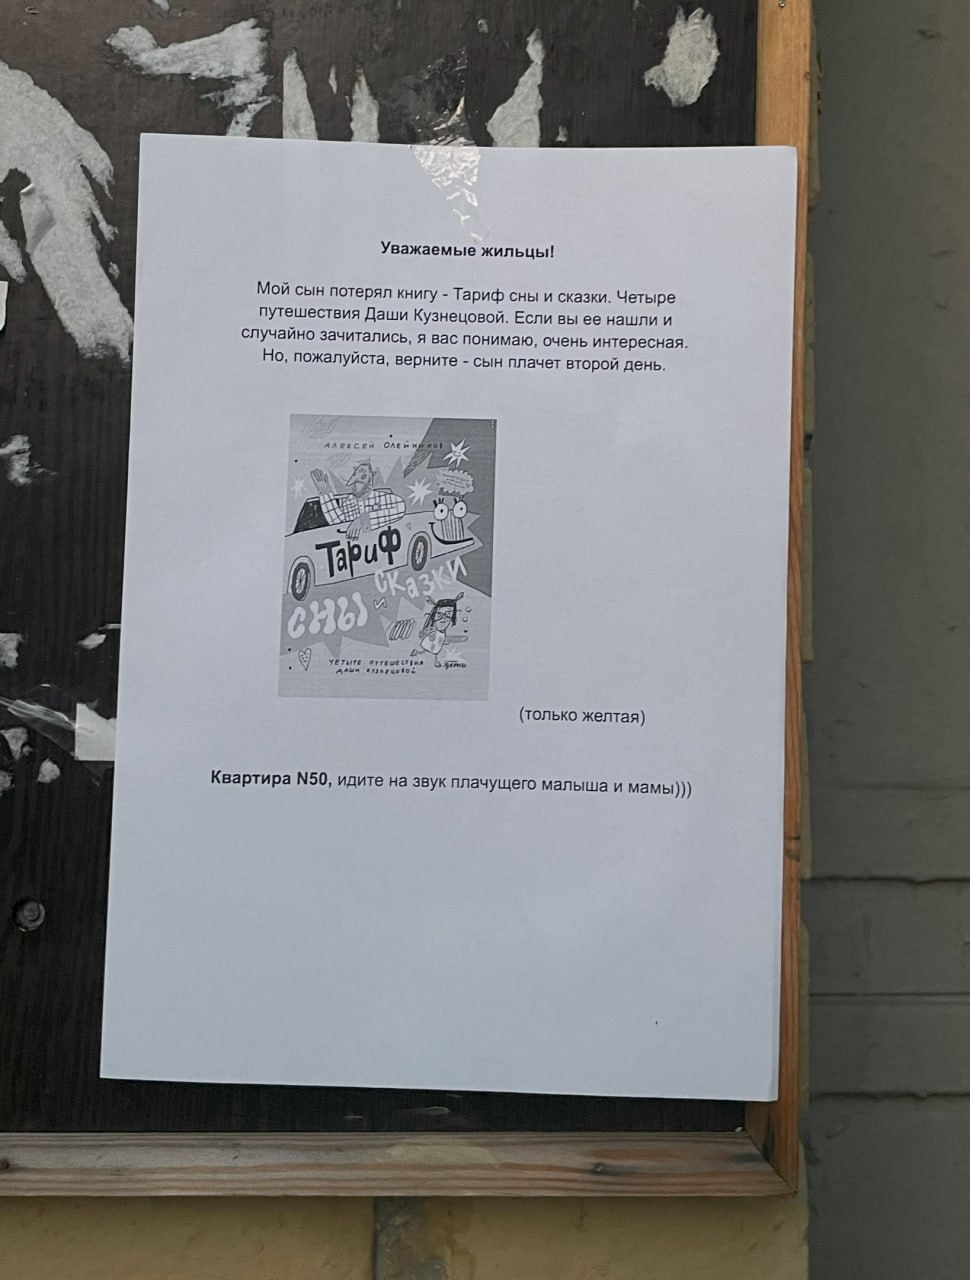 Уважаемые жильцы!
Мой сын потерял книгу - Тариф сны и сказки. Четыре
путешествия Даши Кузнецовой. Если вы ее нашли и
случайно зачитались, я вас понимаю, очень интересная.
Но, пожалуйста, верните - сын плачет второй день.
АЛЕКСЕЙ ОЛЕЙНИКОВ
Тариф
сны и сказки
ЧЕТЫРЕ ПУТЕШЕСТВИЯ
ДАШИ КУЗНЕЦОВОЙ
(только желтая)
Квартира N50, идите на звук плачущего малыша и мамы)))